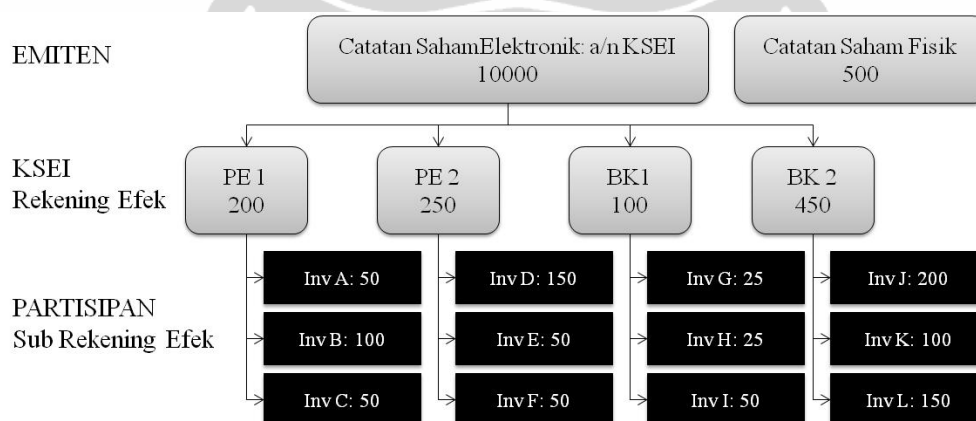 EMITEN
Catatan SahamElektronik: a/n KSEI
10000
Catatan Saham Fisik
500
KSEI
Rekening Efek
PE 1
200
PE 2
250
BK1
100
BK 2
450
PARTISIPAN
Sub Rekening Efek
Inv A: 50
Inv D: 150
Inv G: 25
Inv J: 200
Inv B: 100
Inv E: 50
Inv H: 25
Inv K: 100
Inv C: 50
Inv F: 50
Inv I: 50
Inv L: 150